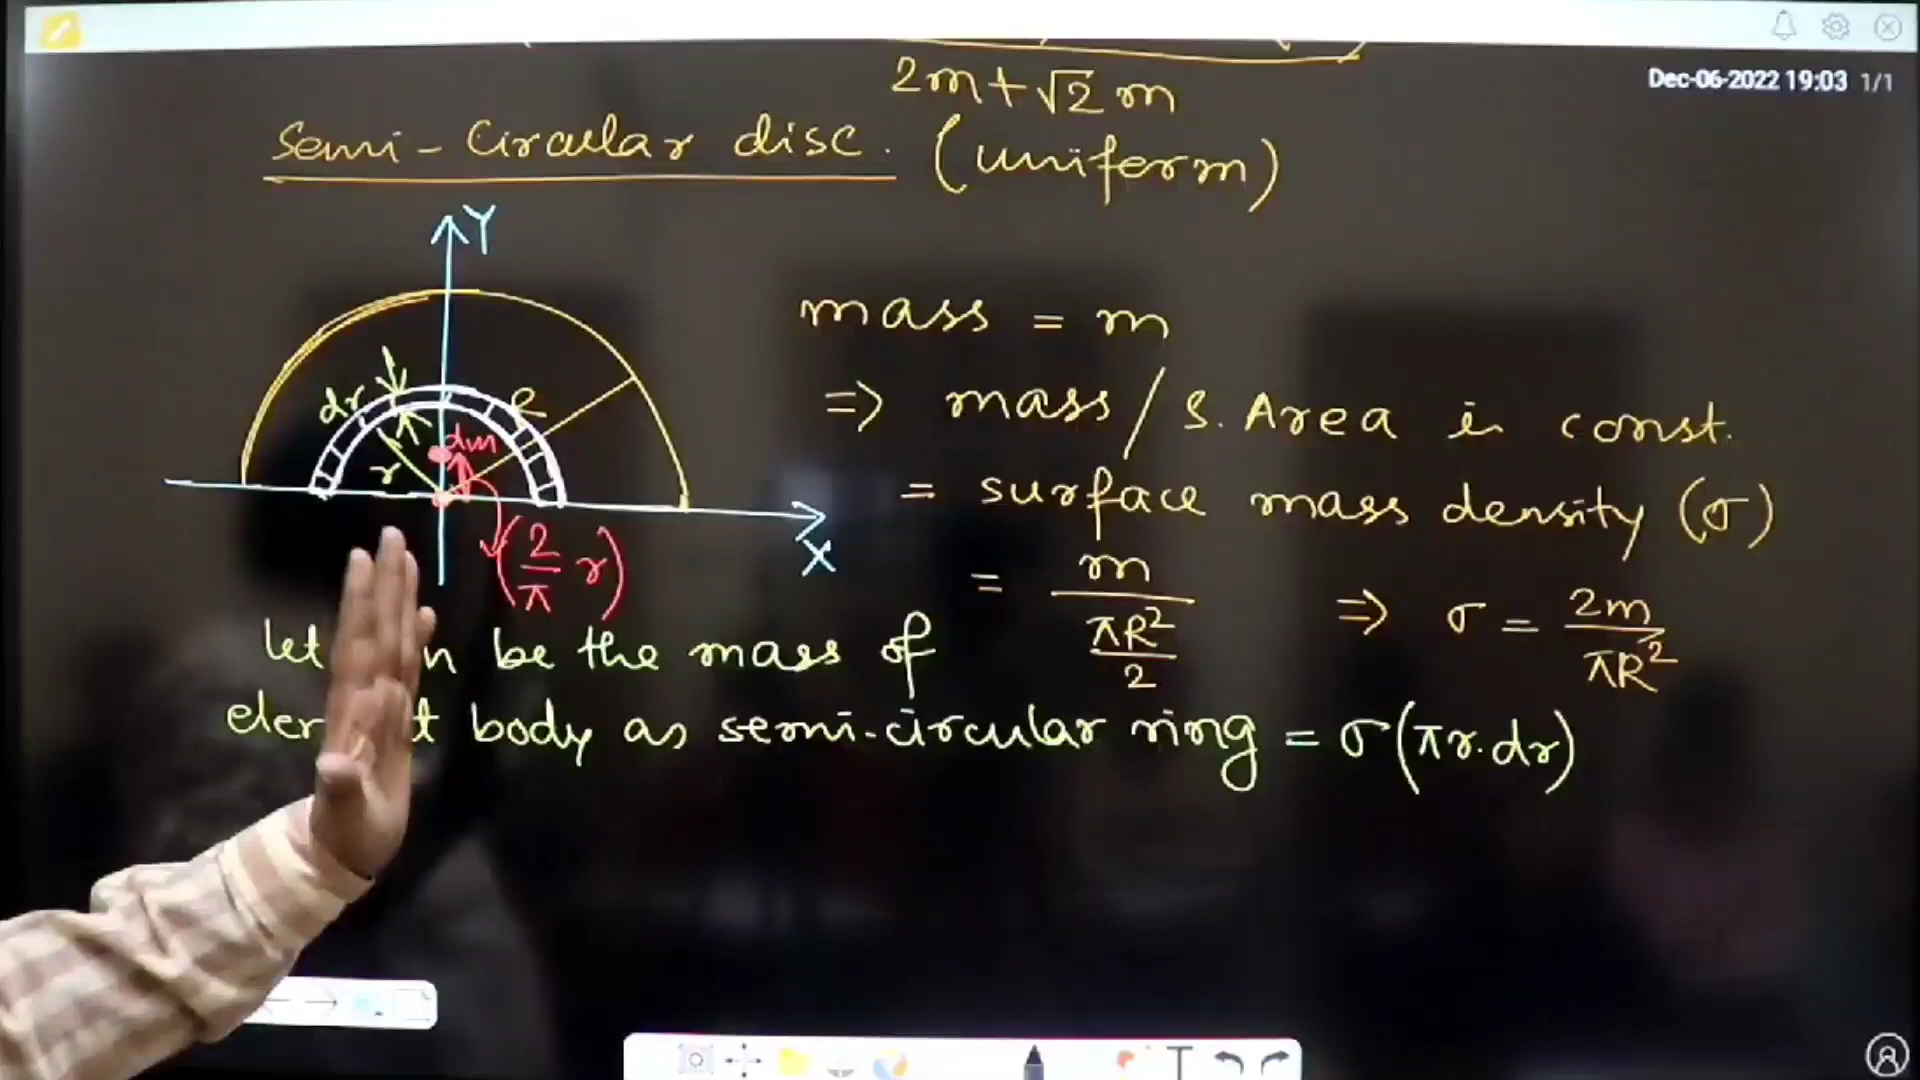 Dec-06-2022 19:03 1/1
2m+√2 m
Semi-Circular disc. (uniform)
Y
mass = m
dr R
⇒ mass / S.Area is const.
dm
r
= surface mass density (σ)
X
(2/π r)
= m / (πR²/2) ⇒ σ = 2m/πR²
let be the mass of
body as semi-circular ring = σ(πr.dr)
T